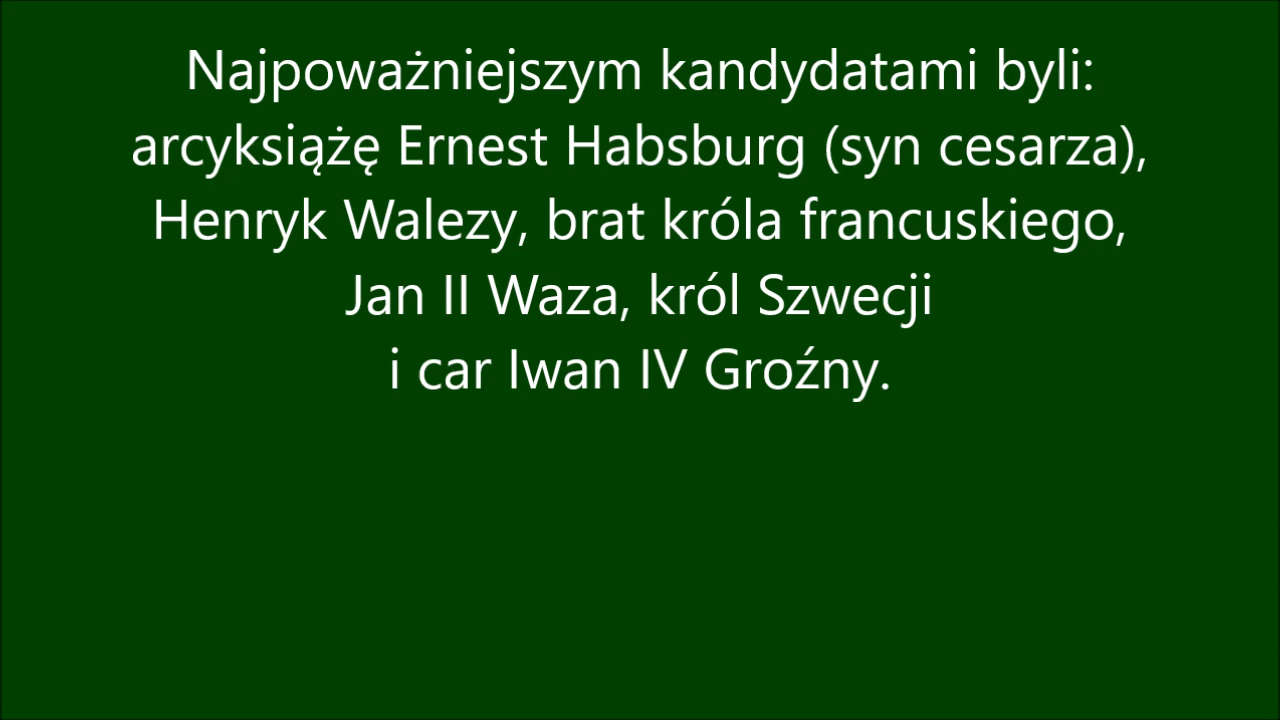 Najpoważniejszym kandydatami byli:
arcyksiążę Ernest Habsburg (syn cesarza),
Henryk Walezy, brat króla francuskiego,
Jan II Waza, król Szwecji
i car Iwan IV Groźny.